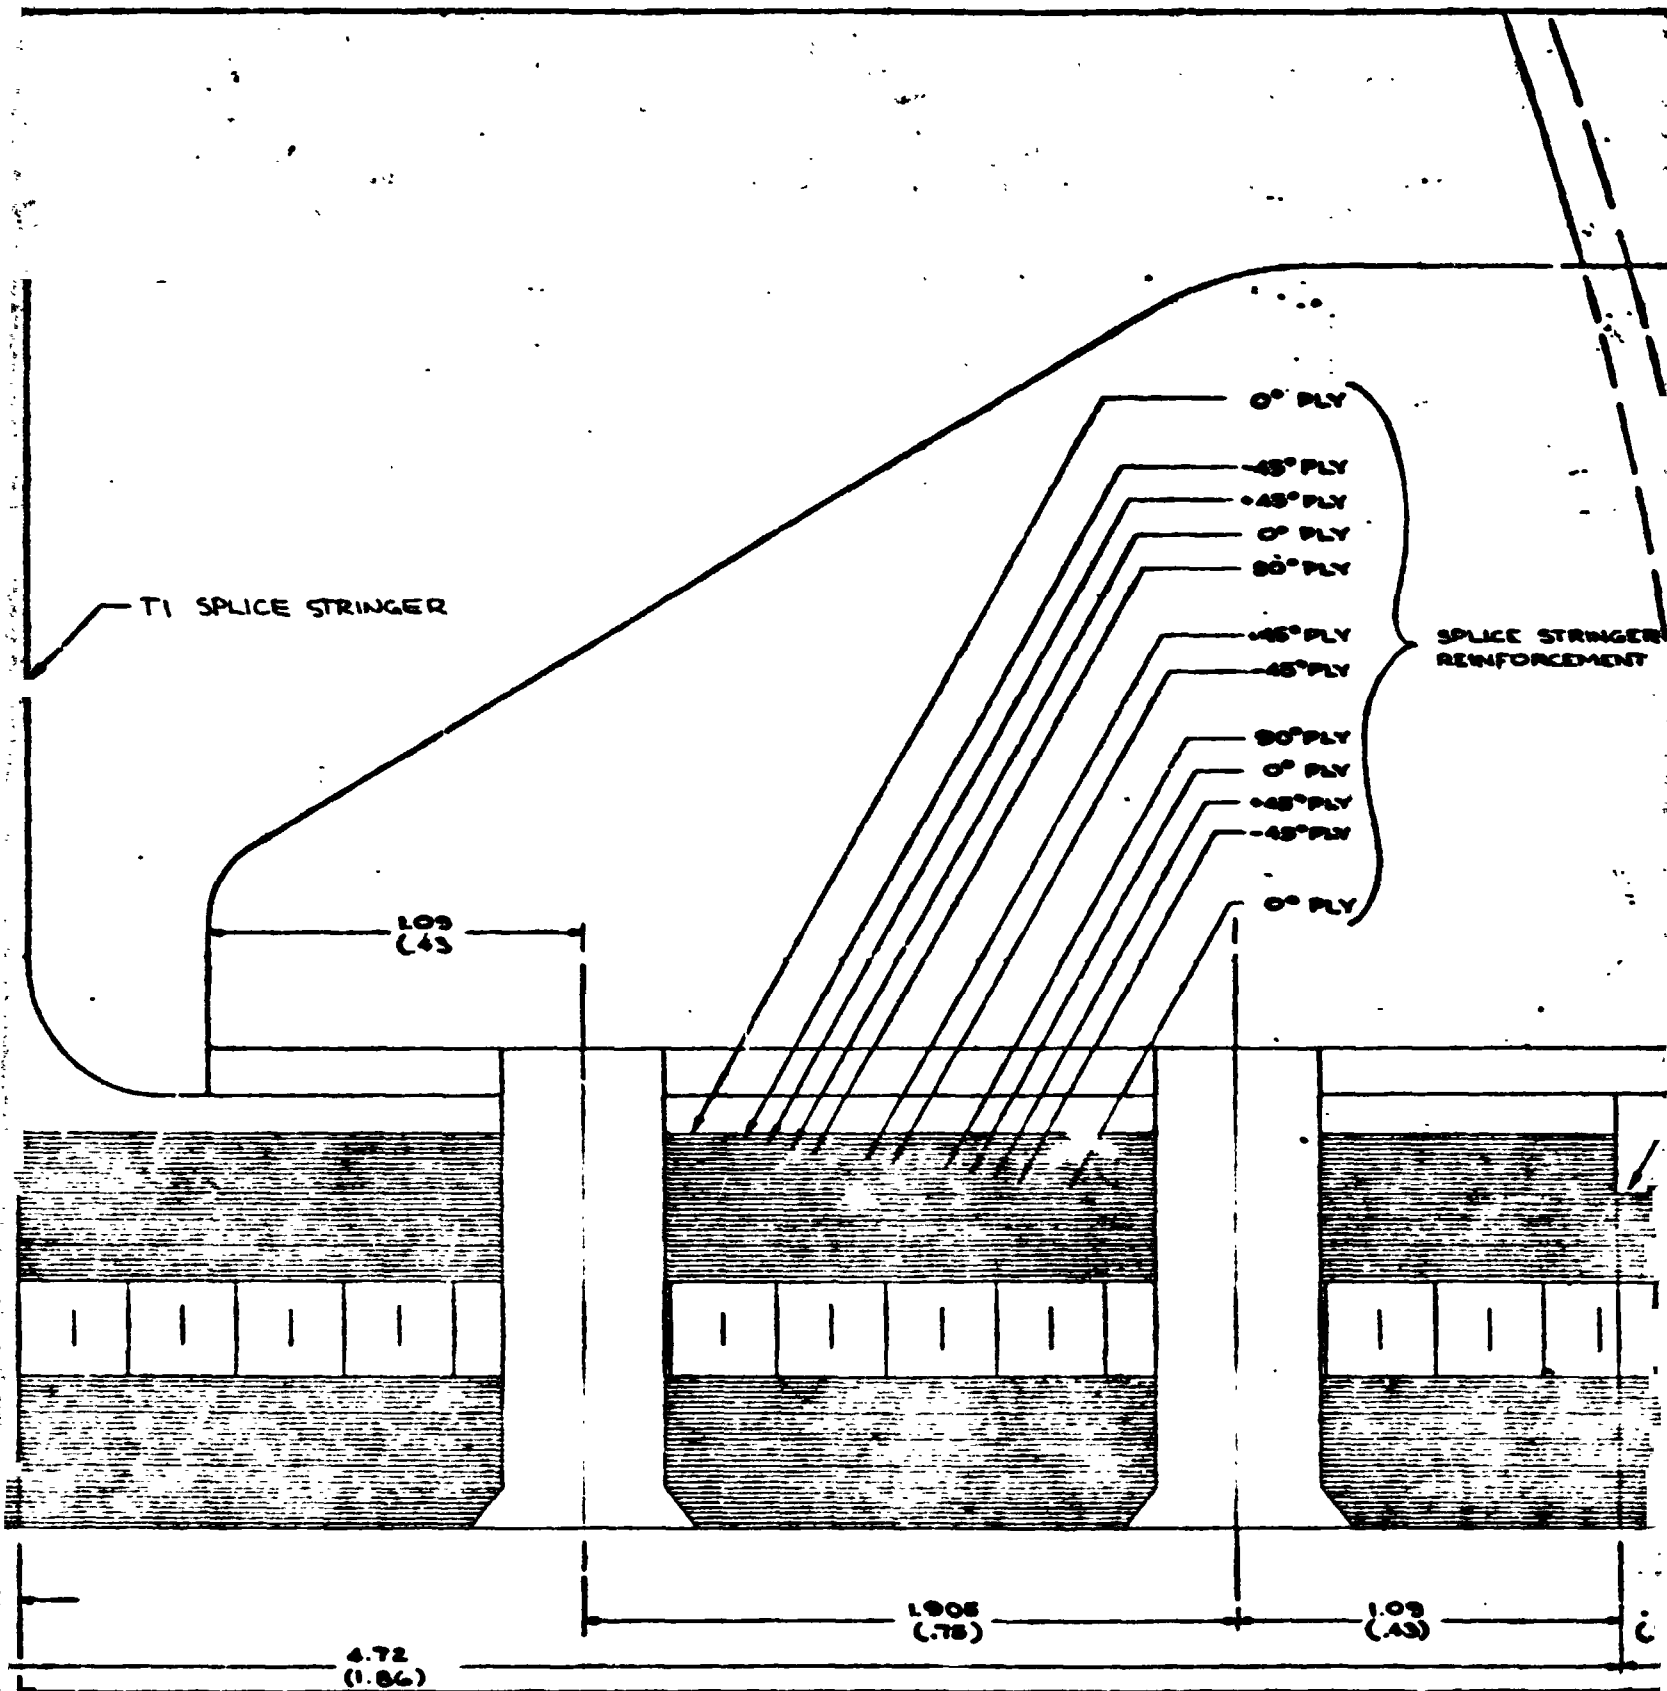 0° PLY
-45° PLY
+45° PLY
0° PLY
90° PLY
TI SPLICE STRINGER
+45° PLY
-45° PLY
SPLICE STRINGER
REINFORCEMENT
90° PLY
0° PLY
+45° PLY
-45° PLY
0° PLY
1.09
(.43
1.905
(.75)
1.09
(.43)
4.72
(1.86)